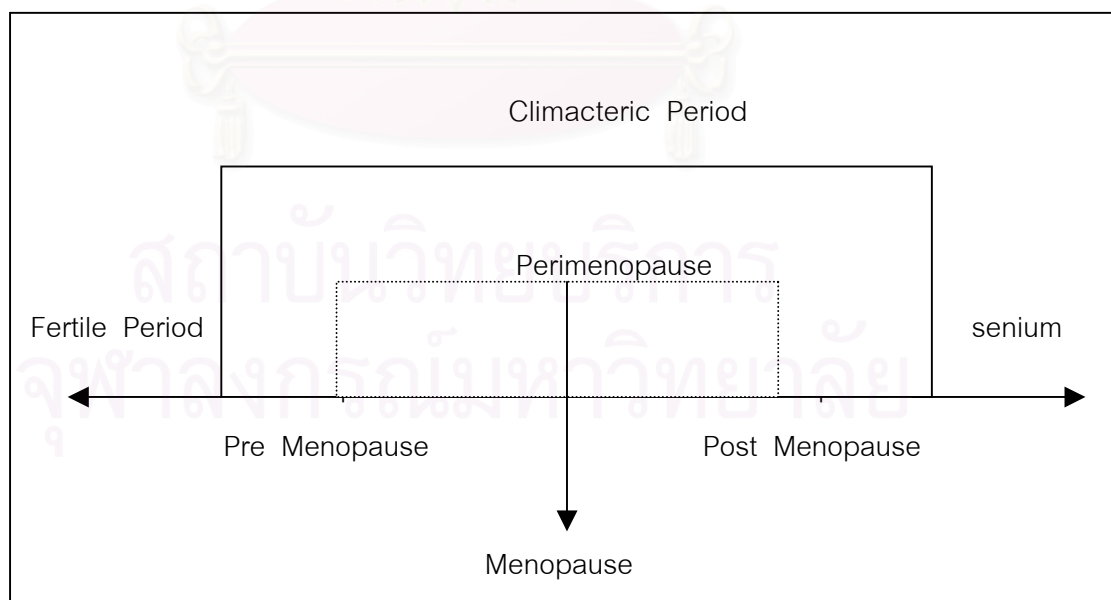 Climacteric Period
สถาบันวิทยบริการ
Perimenopause
Fertile Period
senium
จุฬาลงกรณ์มหาวิทยาลัย
Pre Menopause
Post Menopause
Menopause